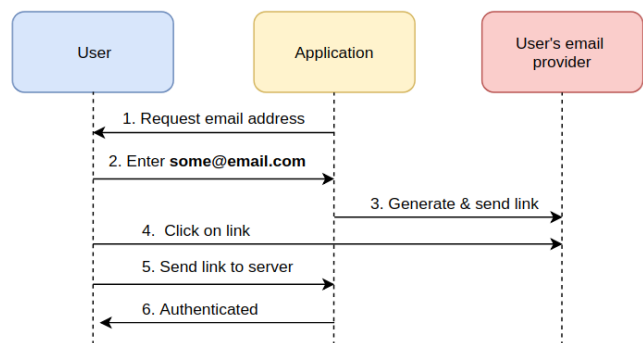 User
Application
User's email
provider
1. Request email address
2. Enter some@email.com
3. Generate & send link
4. Click on link
5. Send link to server
6. Authenticated